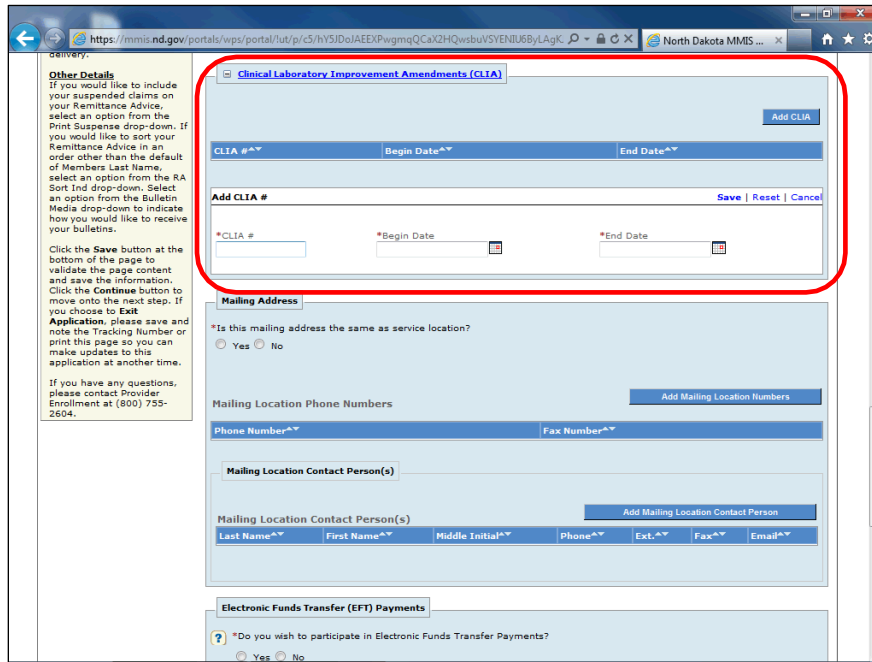 https://mmis.nd.gov/portals/wps/portal/!ut/p/c5/hY5JDoJAEEXPwgmqQCaX2HQwsbuVSYENIU6ByLAgK
North Dakota MMIS ...
delivery.
Other Details
If you would like to include
your suspended claims on
your Remittance Advice,
select an option from the
Print Suspense drop-down. If
you would like to sort your
Remittance Advice in an
order other than the default
of Members Last Name,
select an option from the RA
Sort Ind drop-down. Select
an option from the Bulletin
Media drop-down to indicate
how you would like to receive
your bulletins.
Click the Save button at the
bottom of the page to
validate the page content
and save the information.
Click the Continue button to
move onto the next step. If
you choose to Exit
Application, please save and
note the Tracking Number or
print this page so you can
make updates to this
application at another time.
If you have any questions,
please contact Provider
Enrollment at (800) 755-
2604.
Clinical Laboratory Improvement Amendments (CLIA)
Add CLIA
CLIA # Begin Date End Date
Add CLIA # Save | Reset | Cancel
*CLIA # *Begin Date *End Date
Mailing Address
*Is this mailing address the same as service location?
Yes No
Mailing Location Phone Numbers Add Mailing Location Numbers
Phone Number Fax Number
Mailing Location Contact Person(s)
Mailing Location Contact Person(s) Add Mailing Location Contact Person
Last Name First Name Middle Initial Phone Ext. Fax Email
Electronic Funds Transfer (EFT) Payments
? *Do you wish to participate in Electronic Funds Transfer Payments?
Yes No